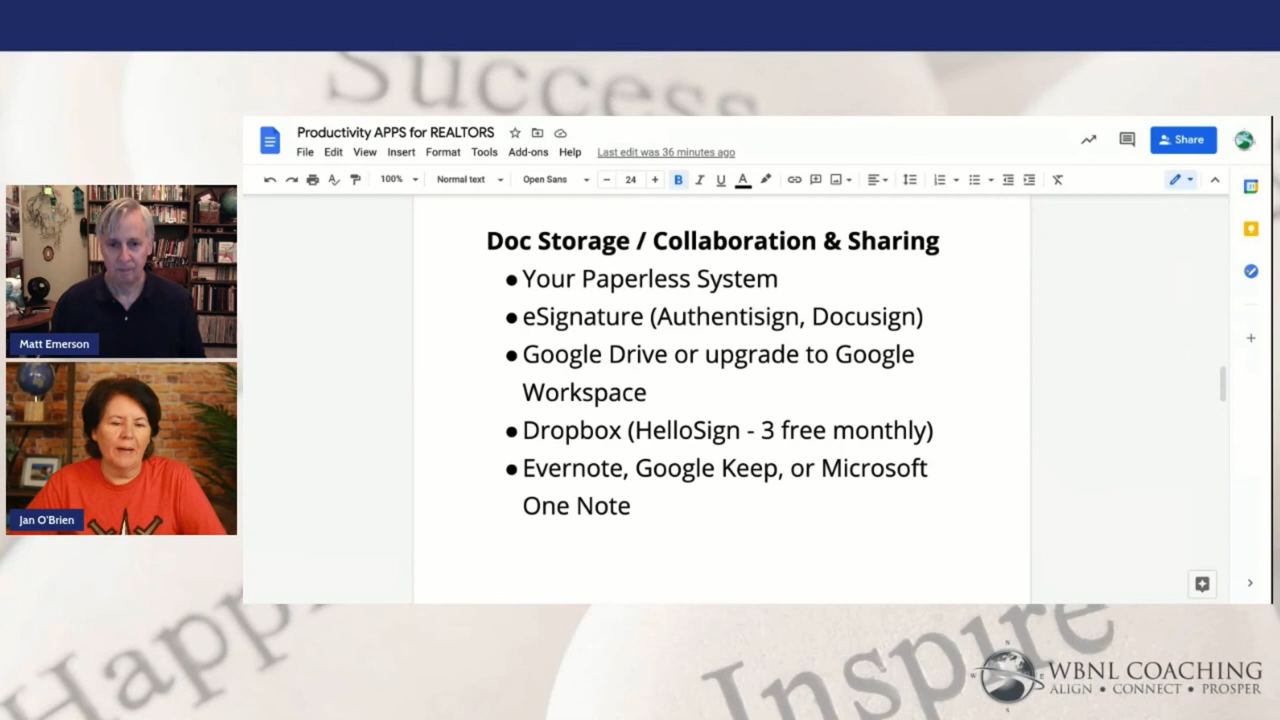 Success
Productivity APPS for REALTORS
File Edit View Insert Format Tools Add-ons Help Last edit was 36 minutes ago
Share
100% Normal text Open Sans − 24 + B I U A
Doc Storage / Collaboration & Sharing
● Your Paperless System
● eSignature (Authentisign, Docusign)
● Google Drive or upgrade to Google
Workspace
● Dropbox (HelloSign - 3 free monthly)
● Evernote, Google Keep, or Microsoft
One Note
Matt Emerson
Jan O'Brien
Happi
Inspire
WBNL COACHING
ALIGN • CONNECT • PROSPER